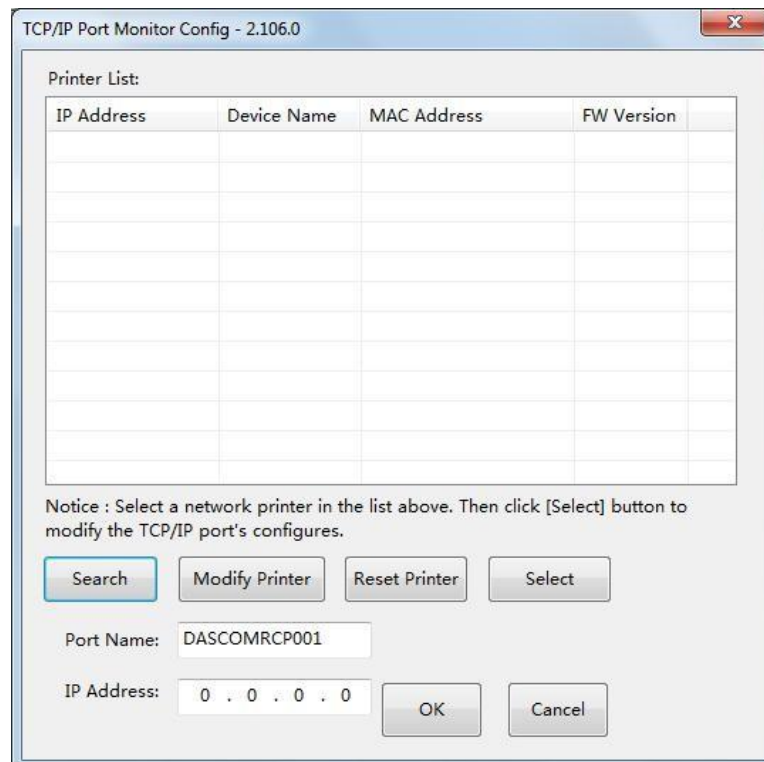 TCP/IP Port Monitor Config - 2.106.0
Printer List:
IP Address Device Name MAC Address FW Version
Notice : Select a network printer in the list above. Then click [Select] button to
modify the TCP/IP port's configures.
Search Modify Printer Reset Printer Select
Port Name: DASCOMRCP001
IP Address: 0 . 0 . 0 . 0
OK Cancel